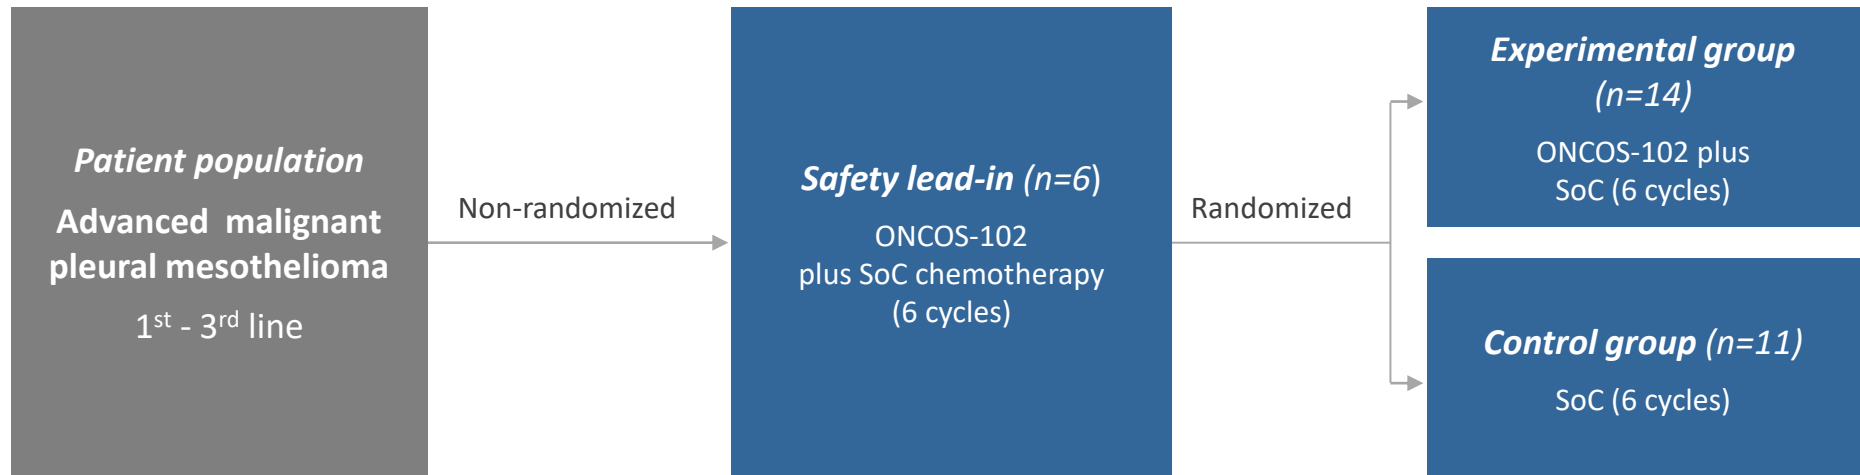 Patient population
Advanced malignant
pleural mesothelioma
1st - 3rd line
Non-randomized
Safety lead-in (n=6)
ONCOS-102
plus SoC chemotherapy
(6 cycles)
Randomized
Experimental group
(n=14)
ONCOS-102 plus
SoC (6 cycles)
Control group (n=11)
SoC (6 cycles)